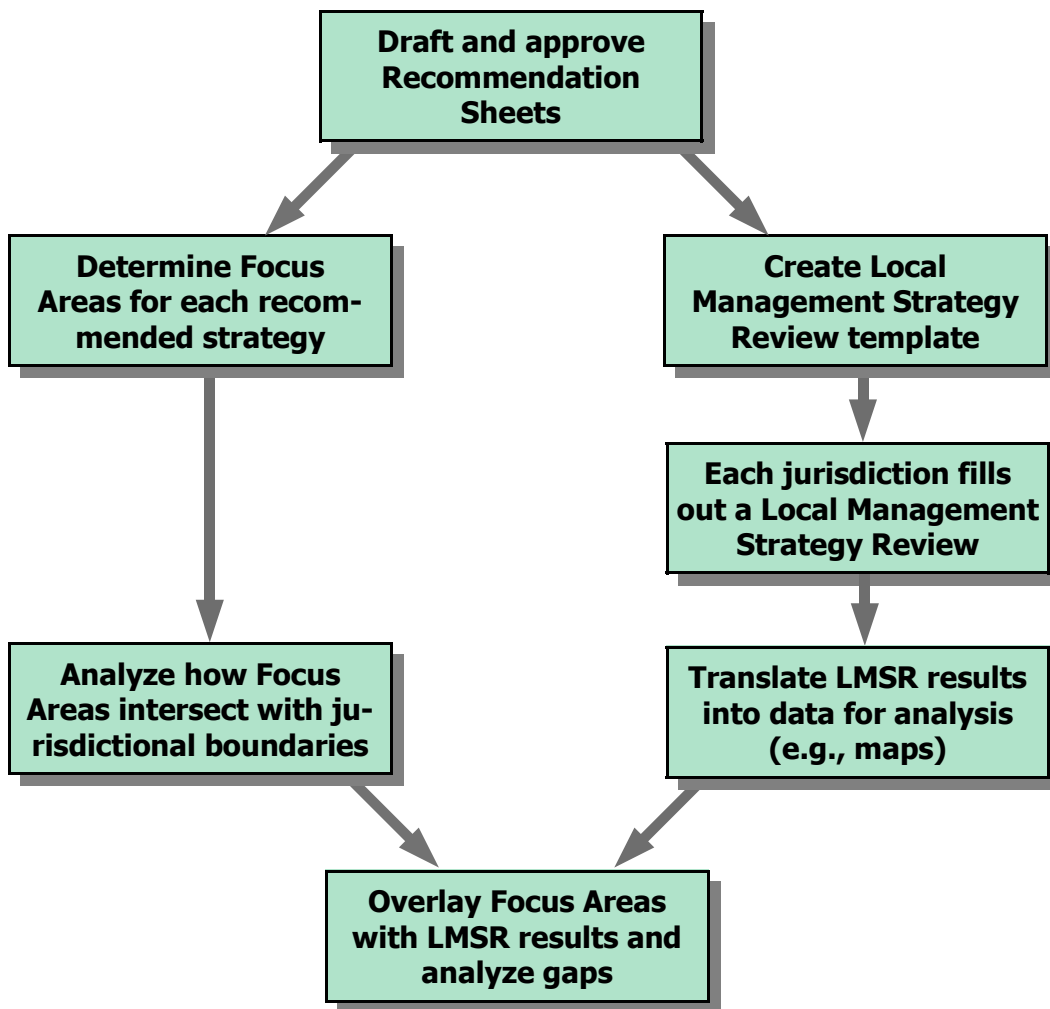 Draft and approve
Recommendation
Sheets
Determine Focus
Areas for each recom-
mended strategy
Create Local
Management Strategy
Review template
Each jurisdiction fills
out a Local Management
Strategy Review
Analyze how Focus
Areas intersect with ju-
risdictional boundaries
Translate LMSR results
into data for analysis
(e.g., maps)
Overlay Focus Areas
with LMSR results and
analyze gaps